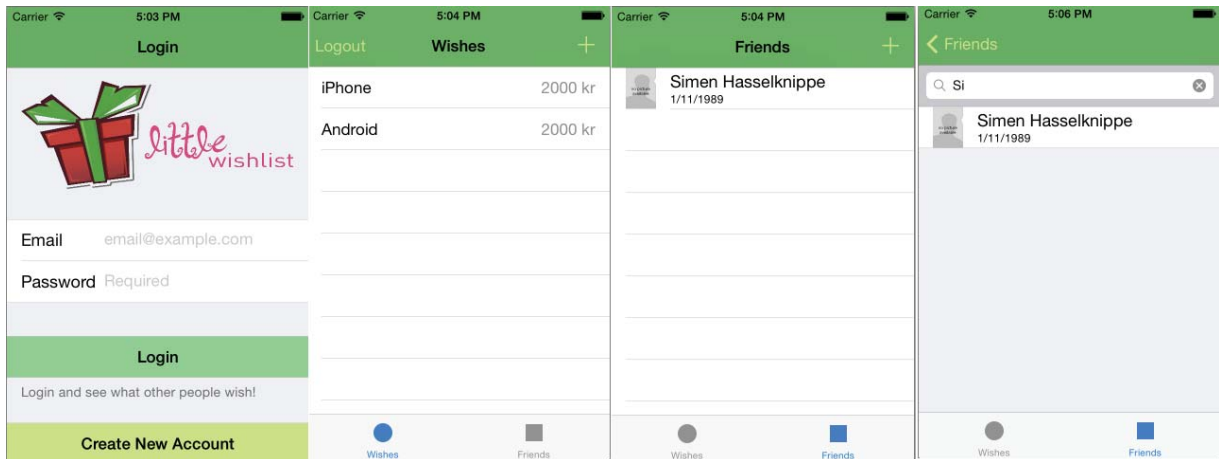 Carrier 5:03 PM
Login
little
wishlist
Email email@example.com
Password Required
Login
Login and see what other people wish!
Create New Account
Carrier 5:04 PM
Logout Wishes +
iPhone 2000 kr
Android 2000 kr
Wishes Friends
Carrier 5:04 PM
Friends +
Simen Hasselknippe
1/11/1989
Wishes Friends
Carrier 5:06 PM
Friends
Si
Simen Hasselknippe
1/11/1989
Wishes Friends